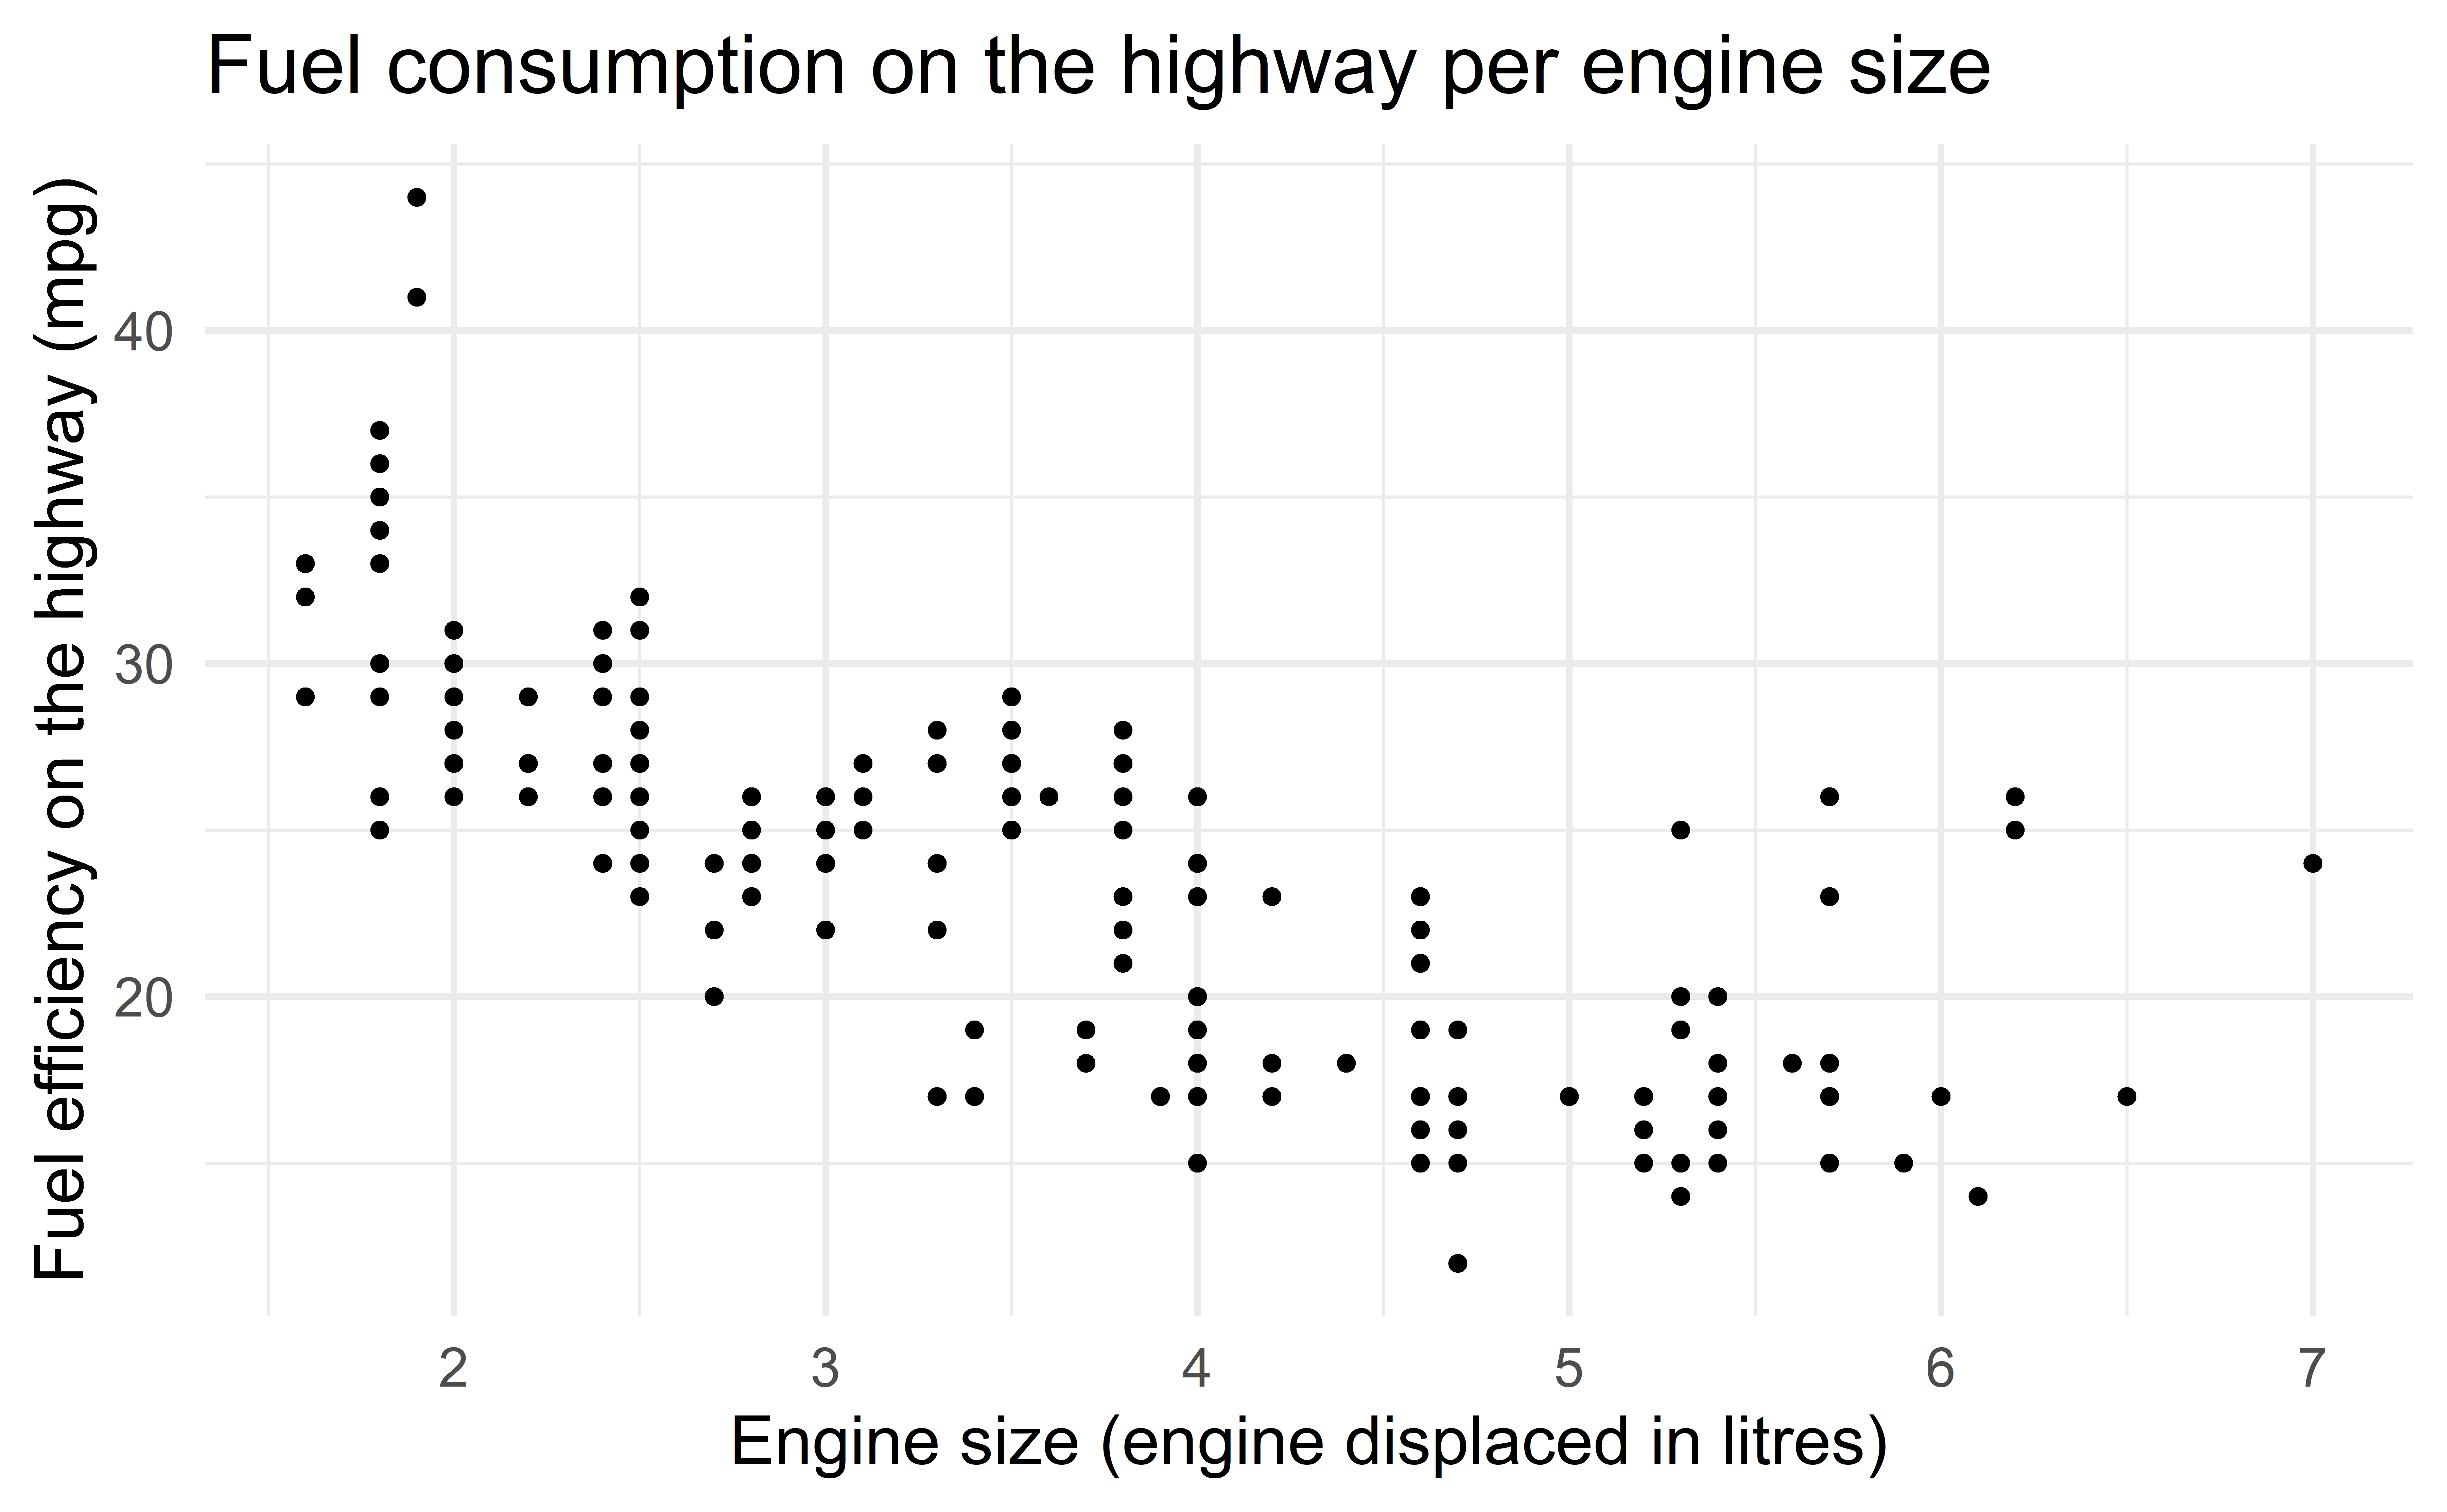 Fuel consumption on the highway per engine size
Fuel efficiency on the highway (mpg)
40
30
20
2 3 4 5 6 7
Engine size (engine displaced in litres)